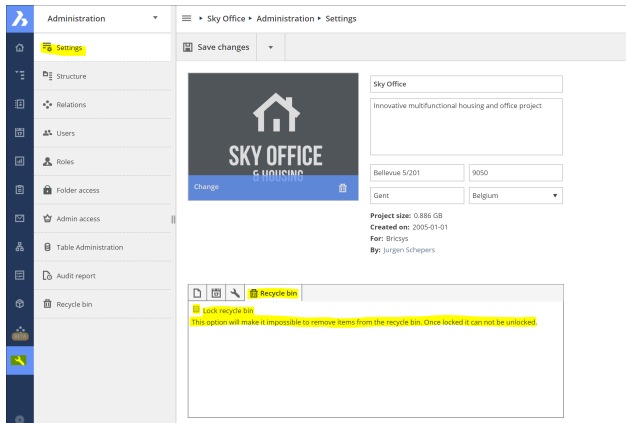 Administration
Sky Office ▸ Administration ▸ Settings
Settings
Structure
Relations
Users
Roles
Folder access
Admin access
Table Administration
Audit report
Recycle bin
BETA
Save changes
SKY OFFICE
& HOUSING
Change
Sky Office
Innovative multifunctional housing and office project
Bellevue 5/201
9050
Gent
Belgium
Project size: 0.886 GB
Created on: 2005-01-01
For: Bricsys
By: Jurgen Schepers
Recycle bin
Lock recycle bin
This option will make it impossible to remove items from the recycle bin. Once locked it can not be unlocked.